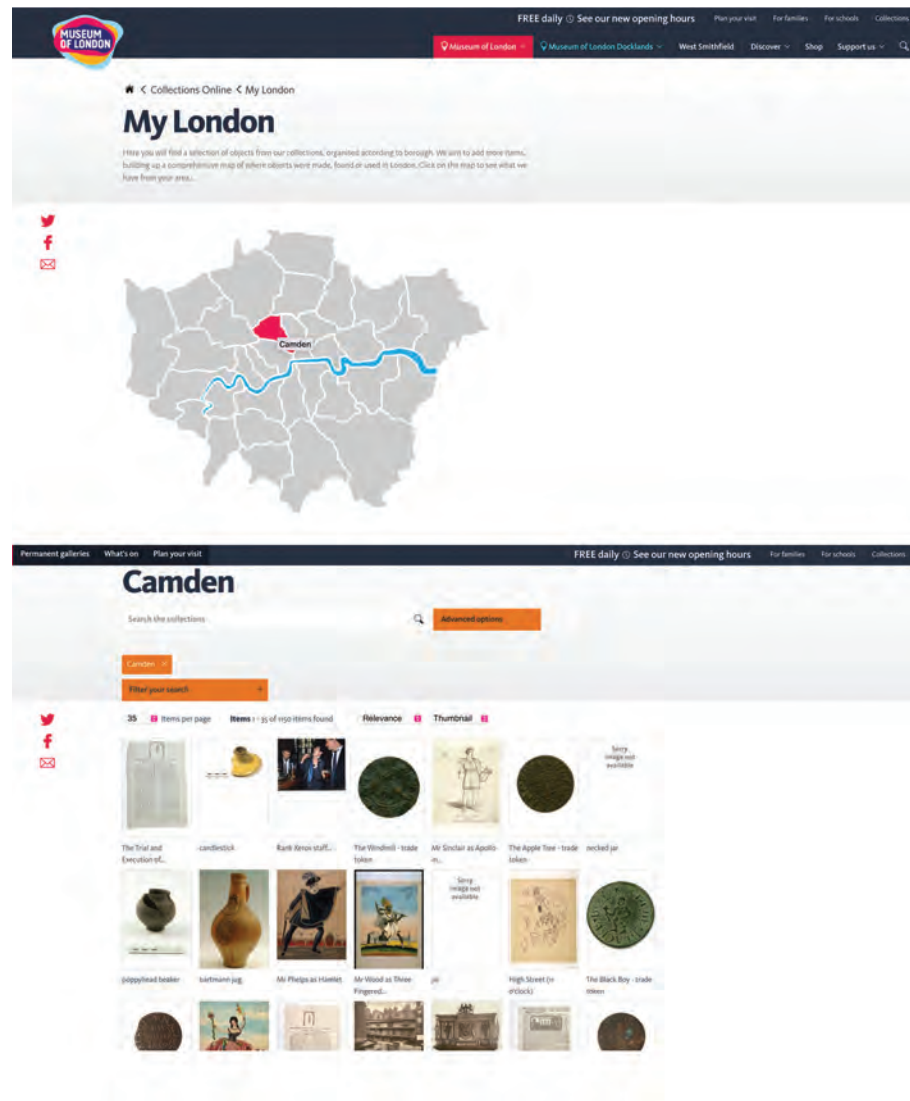 FREE daily See our new opening hours Plan your visit For families For schools Collections
MUSEUM
OF LONDON
Museum of London Museum of London Docklands West Smithfield Discover Shop Support us
< Collections Online < My London
My London
Here you will find a selection of objects from our collections, organised according to borough. We aim to add more items,
building up a comprehensive map of where objects were made, found or used in London. Click on the map to see what we
have from your area...
Camden
Permanent galleries What's on Plan your visit FREE daily See our new opening hours For families For schools Collections
Camden
Search the collections Advanced options
Camden ×
Filter your search +
35 Items per page Items 1 - 35 of 1150 items found Relevance Thumbnail
Sorry
image not
available
The Trial and
Execution of...
candlestick
Rank Xerox staff...
The Windmill - trade
token
Mr Sinclair as Apollo
in...
The Apple Tree - trade
token
necked jar
Sorry
image not
available
poppyhead beaker
bartmann jug
Mr Phelps as Hamlet
Mr Wood as Three
Fingered...
jar
High Street (11
o'clock)
The Black Boy - trade
token